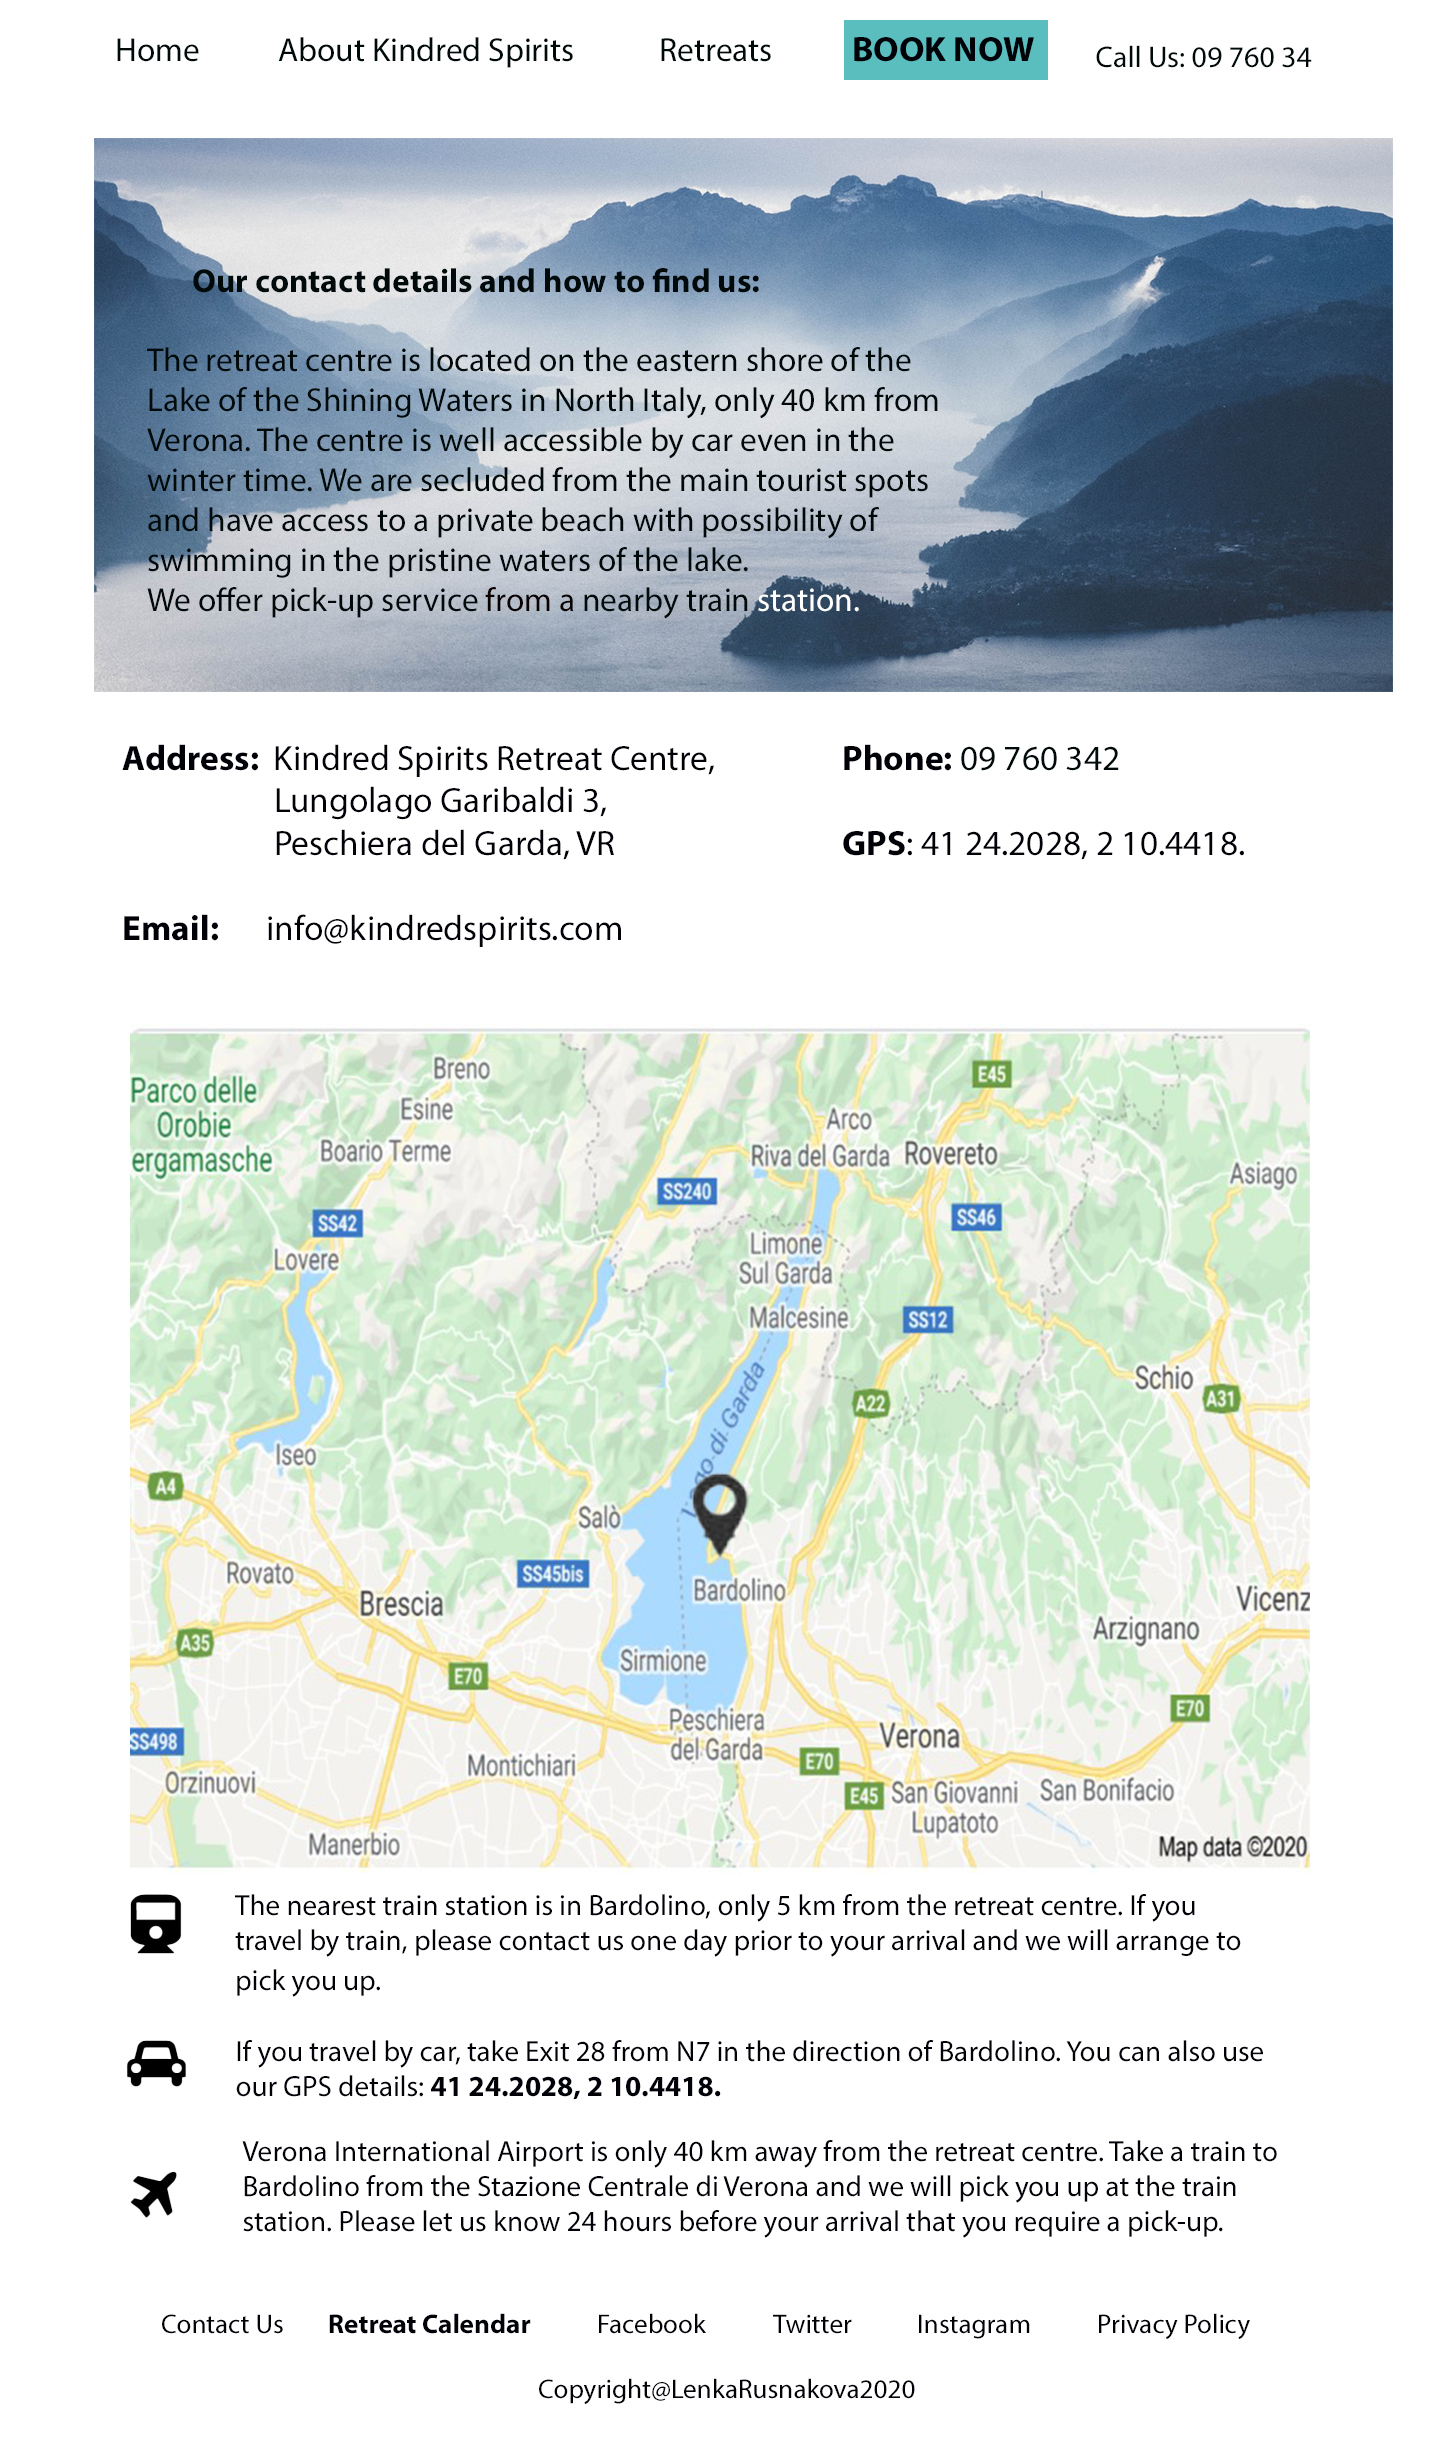 Home About Kindred Spirits Retreats BOOK NOW Call Us: 09 760 34
Our contact details and how to find us:
The retreat centre is located on the eastern shore of the
Lake of the Shining Waters in North Italy, only 40 km from
Verona. The centre is well accessible by car even in the
winter time. We are secluded from the main tourist spots
and have access to a private beach with possibility of
swimming in the pristine waters of the lake.
We offer pick-up service from a nearby train station.
Address: Kindred Spirits Retreat Centre,
Lungolago Garibaldi 3,
Peschiera del Garda, VR
Phone: 09 760 342
GPS: 41 24.2028, 2 10.4418.
Email: info@kindredspirits.com
Breno
E45
Parco delle
Orobie
ergamasche
Esine
Arco
Boario Terme
Riva del Garda
Rovereto
Asiago
SS240
SS42
SS46
Limone
Sul Garda
Lovere
Malcesine
SS12
Lago di Garda
Schio
A31
A22
Iseo
A4
Salò
Rovato
SS45bis
Bardolino
Brescia
Vicenz
Arzignano
A35
Sirmione
E70
E70
Peschiera
del Garda
Verona
SS498
Montichiari
E70
Orzinuovi
E45
San Giovanni
Lupatoto
San Bonifacio
Manerbio
Map data ©2020
The nearest train station is in Bardolino, only 5 km from the retreat centre. If you
travel by train, please contact us one day prior to your arrival and we will arrange to
pick you up.
If you travel by car, take Exit 28 from N7 in the direction of Bardolino. You can also use
our GPS details: 41 24.2028, 2 10.4418.
Verona International Airport is only 40 km away from the retreat centre. Take a train to
Bardolino from the Stazione Centrale di Verona and we will pick you up at the train
station. Please let us know 24 hours before your arrival that you require a pick-up.
Contact Us Retreat Calendar Facebook Twitter Instagram Privacy Policy
Copyright@LenkaRusnakova2020